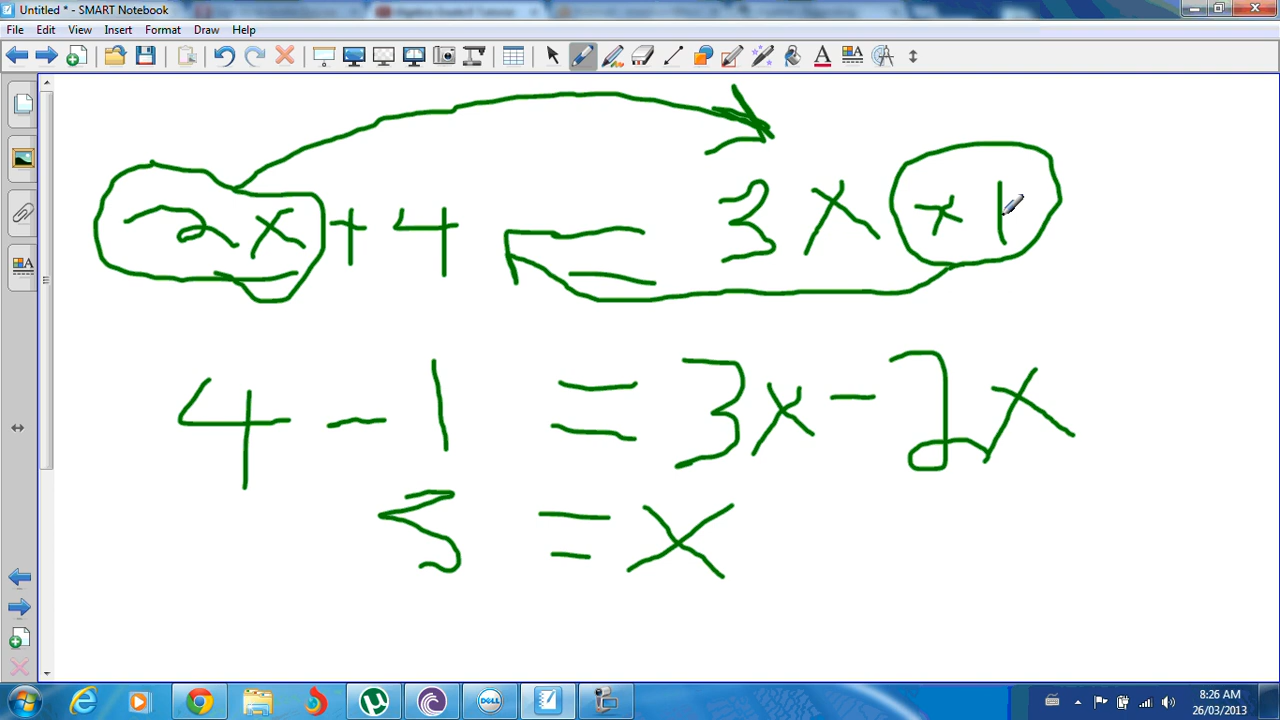 Untitled * - SMART Notebook
File Edit View Insert Format Draw Help
2x + 4 = 3x + 1
4 - 1 = 3x - 2x
3 = x
8:26 AM
26/03/2013